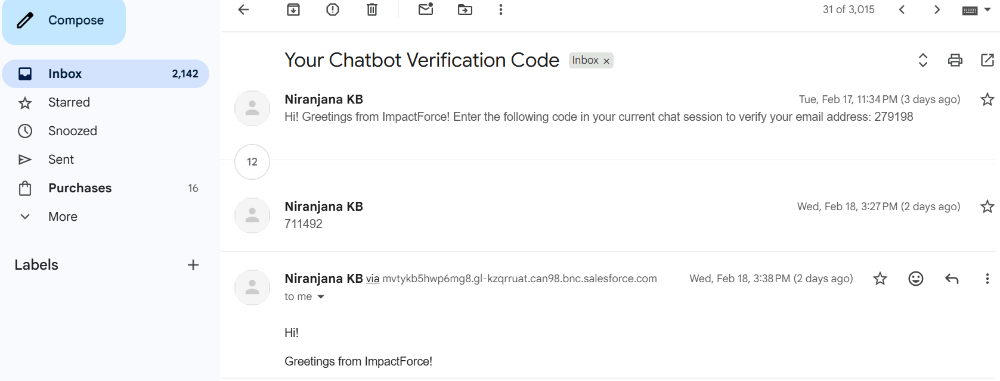 Compose
31 of 3,015
Inbox 2,142
Starred
Snoozed
Sent
Purchases 16
More
Labels
Your Chatbot Verification Code Inbox ×
Niranjana KB Tue, Feb 17, 11:34 PM (3 days ago)
Hi! Greetings from ImpactForce! Enter the following code in your current chat session to verify your email address: 279198
12
Niranjana KB Wed, Feb 18, 3:27 PM (2 days ago)
711492
Niranjana KB via mvtykb5hwp6mg8.gl-kzqrruat.can98.bnc.salesforce.com Wed, Feb 18, 3:38 PM (2 days ago)
to me
Hi!
Greetings from ImpactForce!